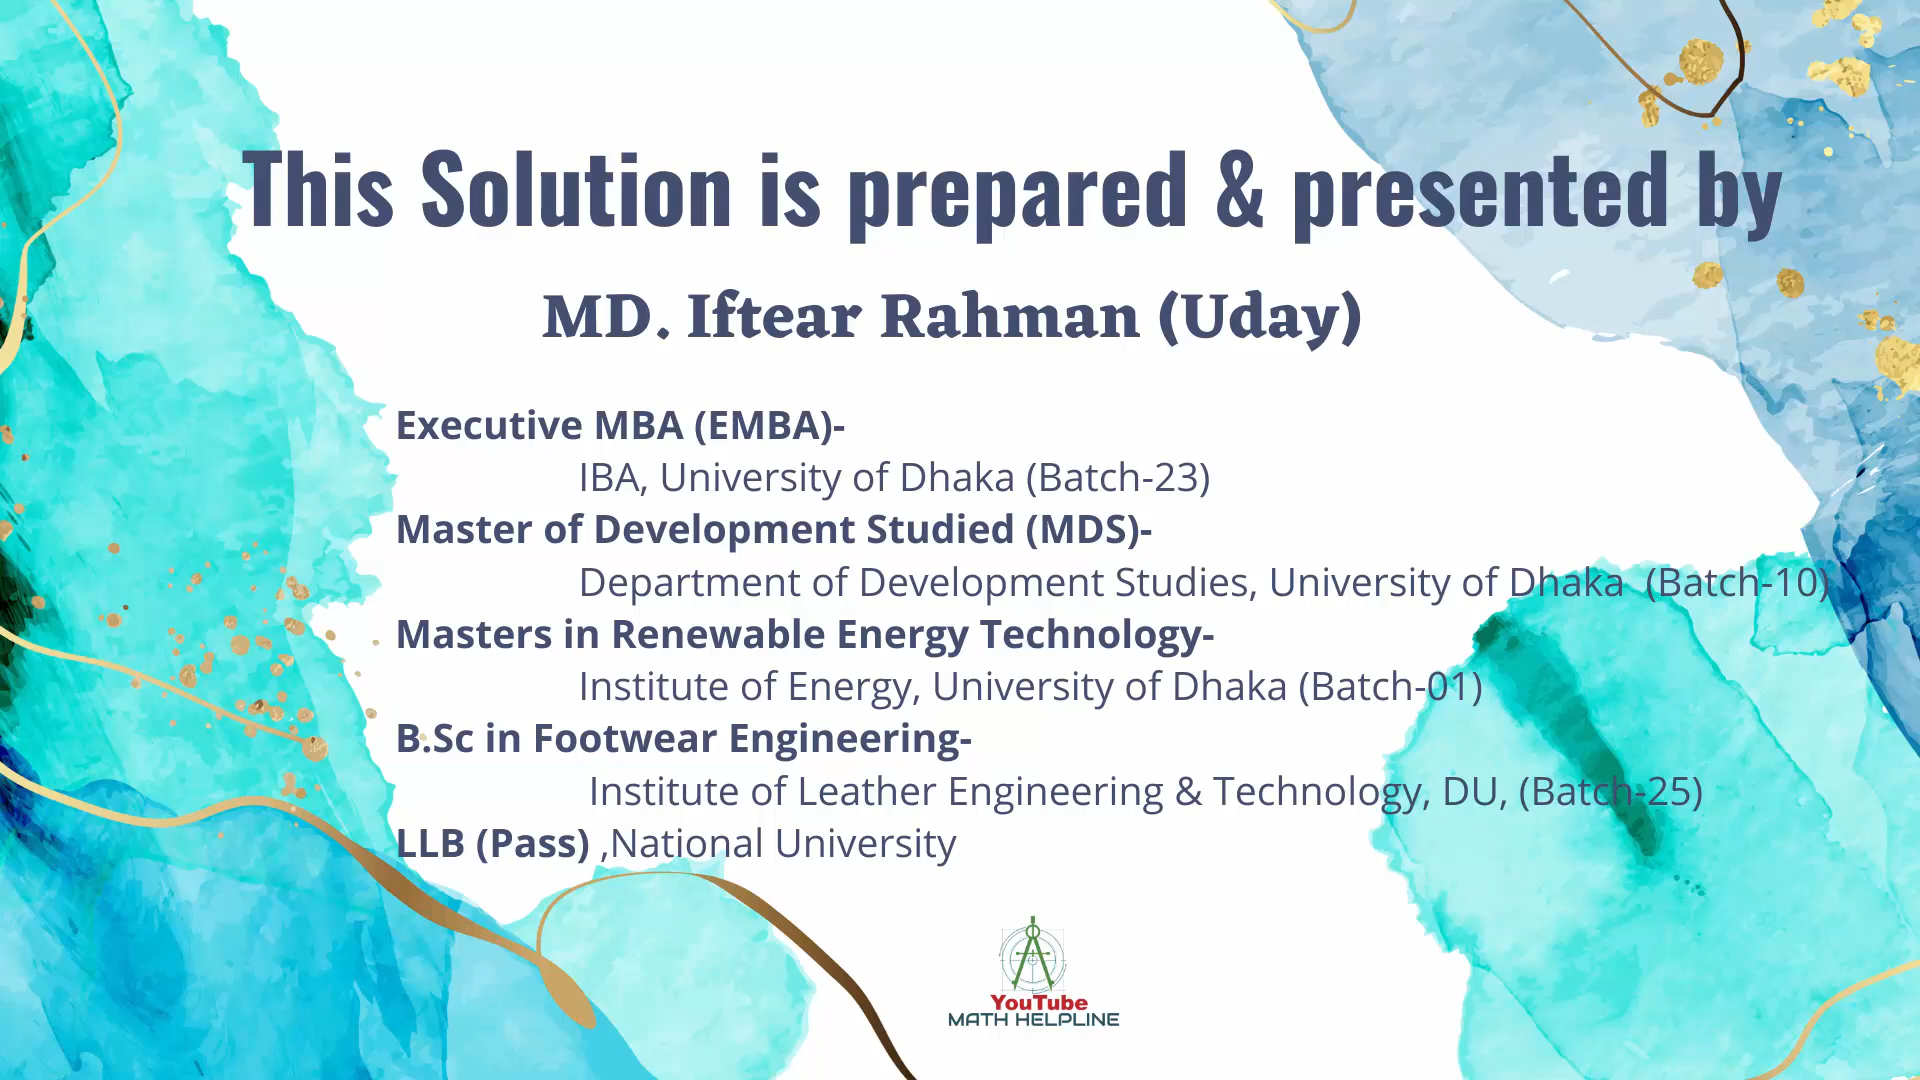 This Solution is prepared & presented by
MD. Iftear Rahman (Uday)
Executive MBA (EMBA)-
IBA, University of Dhaka (Batch-23)
Master of Development Studied (MDS)-
Department of Development Studies, University of Dhaka (Batch-10)
Masters in Renewable Energy Technology-
Institute of Energy, University of Dhaka (Batch-01)
B.Sc in Footwear Engineering-
Institute of Leather Engineering & Technology, DU, (Batch-25)
LLB (Pass) ,National University
YouTube
MATH HELPLINE